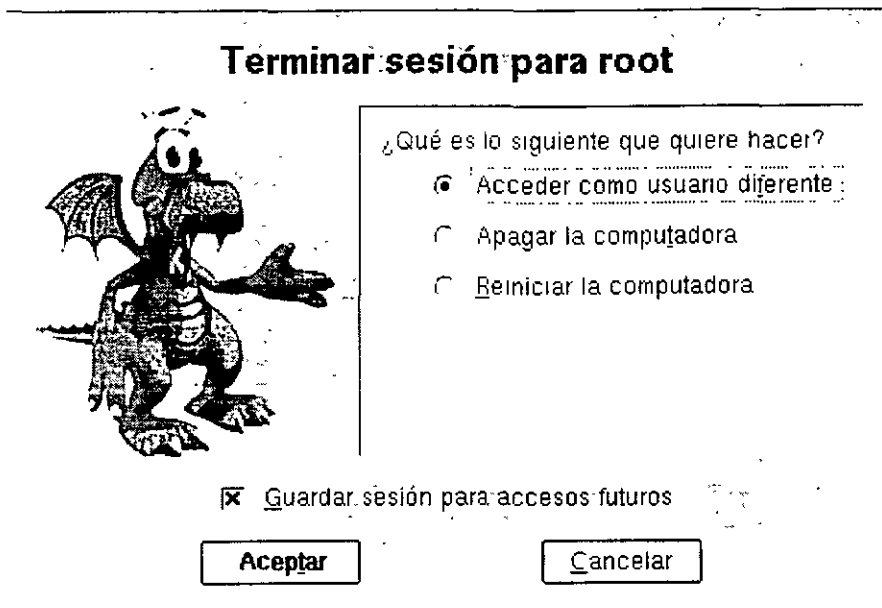 Terminar sesión para root
¿Qué es lo siguiente que quiere hacer?
Acceder como usuario diferente
Apagar la computadora
Reiniciar la computadora
Guardar sesión para accesos futuros
Aceptar
Cancelar